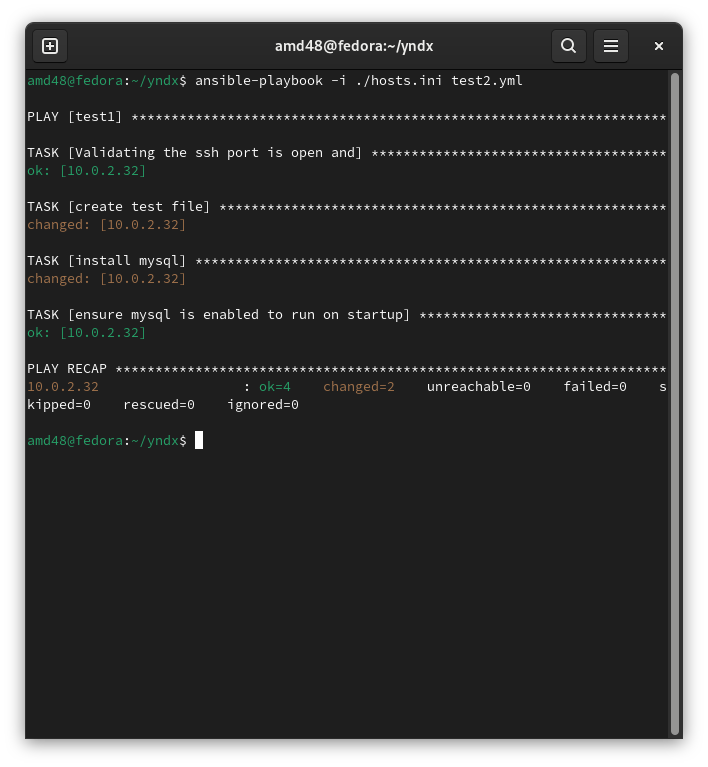 amd48@fedora:~/yndx
amd48@fedora:~/yndx$ ansible-playbook -i ./hosts.ini test2.yml
PLAY [test1] *******************************************************************
TASK [Validating the ssh port is open and] *************************************
ok: [10.0.2.32]
TASK [create test file] ********************************************************
changed: [10.0.2.32]
TASK [install mysql] ***********************************************************
changed: [10.0.2.32]
TASK [ensure mysql is enabled to run on startup] *******************************
ok: [10.0.2.32]
PLAY RECAP *********************************************************************
10.0.2.32                  : ok=4    changed=2    unreachable=0    failed=0    s
kipped=0    rescued=0    ignored=0
amd48@fedora:~/yndx$